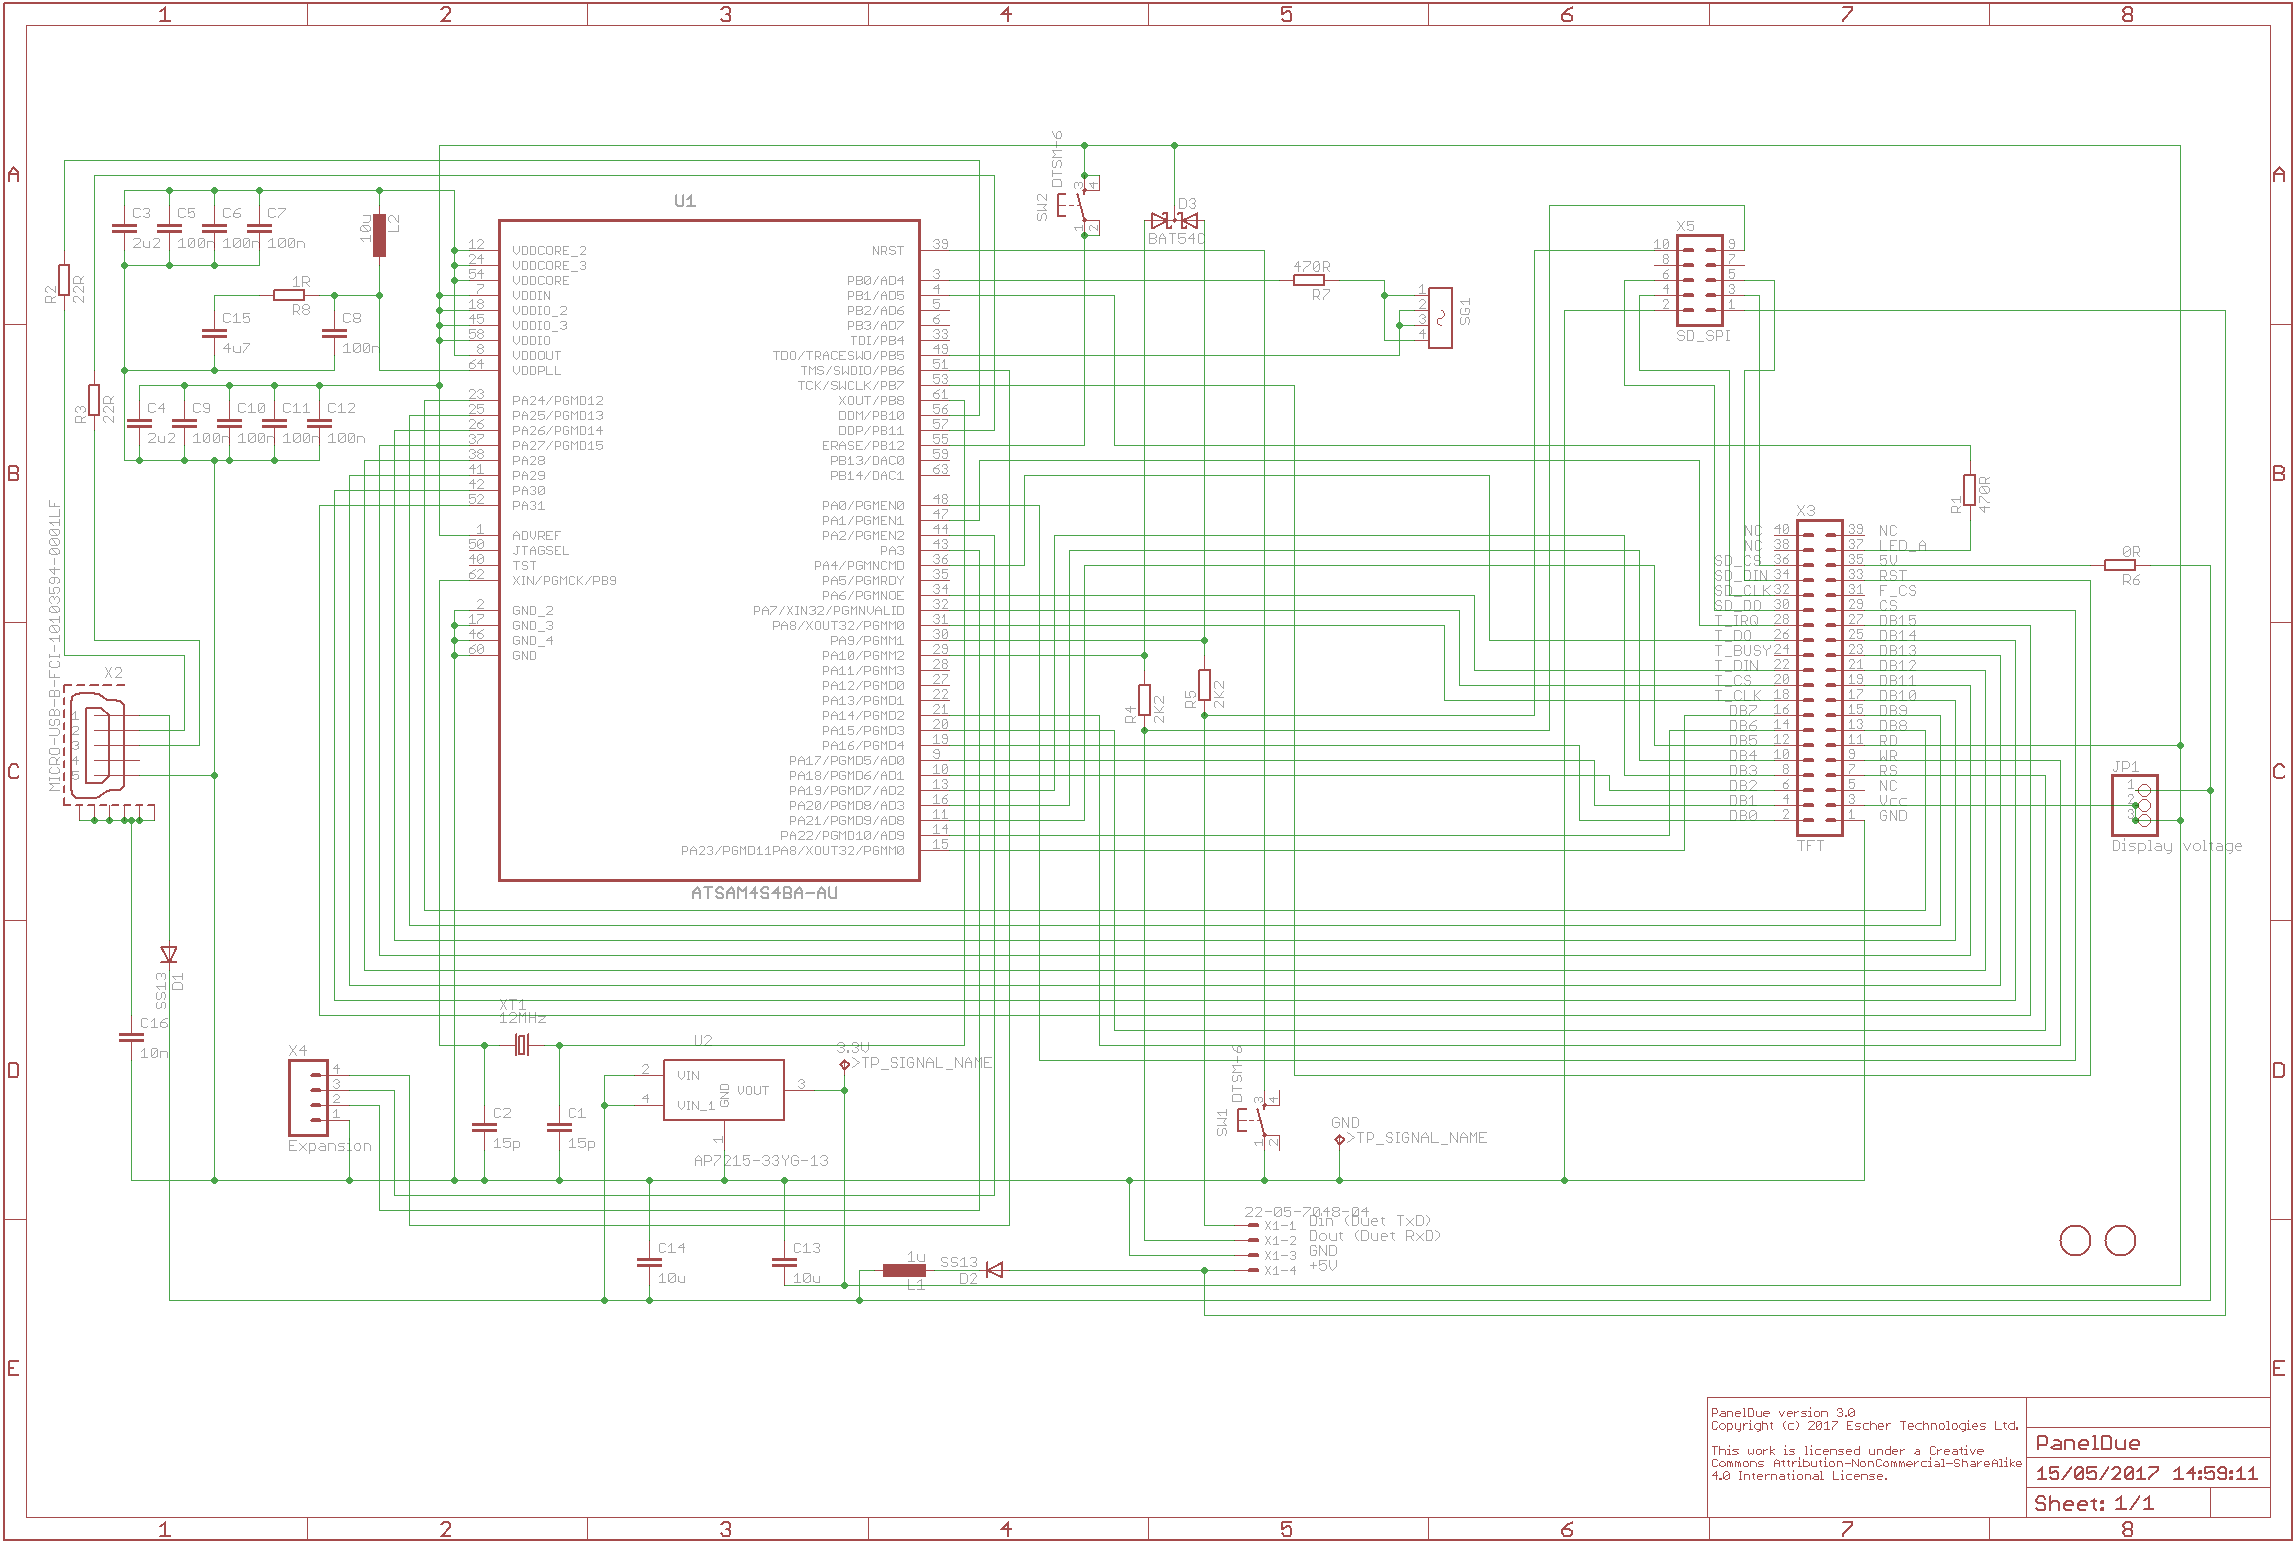 1 2 3 4 5 6 7 8
A A
B B
C C
D D
E E
1 2 3 4 5 6 7 8
U1
ATSAM4S4BA-AU
12 VDDCORE_2
24 VDDCORE_3
54 VDDCORE
7 VDDIN
18 VDDIO_2
45 VDDIO_3
58 VDDIO
8 VDDOUT
64 VDDPLL
23 PA24/PGMD12
25 PA25/PGMD13
26 PA26/PGMD14
37 PA27/PGMD15
38 PA28
41 PA29
42 PA30
52 PA31
1 ADVREF
50 JTAGSEL
40 TST
62 XIN/PGMCK/PB9
2 GND_2
17 GND_3
46 GND_4
60 GND
NRST 39
PB0/AD4 3
PB1/AD5 4
PB2/AD6 5
PB3/AD7 6
TDI/PB4 33
TDO/TRACESWO/PB5 49
TMS/SWDIO/PB6 51
TCK/SWCLK/PB7 53
XOUT/PB8 61
DDM/PB10 56
DDP/PB11 57
ERASE/PB12 55
PB13/DAC0 59
PB14/DAC1 63
PA0/PGMEN0 48
PA1/PGMEN1 47
PA2/PGMEN2 44
PA3 43
PA4/PGMNCMD 36
PA5/PGMRDY 35
PA6/PGMNOE 34
PA7/XIN32/PGMNVALID 32
PA8/XOUT32/PGMM0 31
PA9/PGMM1 30
PA10/PGMM2 29
PA11/PGMM3 28
PA12/PGMD0 27
PA13/PGMD1 22
PA14/PGMD2 21
PA15/PGMD3 20
PA16/PGMD4 19
PA17/PGMD5/AD0 9
PA18/PGMD6/AD1 10
PA19/PGMD7/AD2 13
PA20/PGMD8/AD3 16
PA21/PGMD9/AD8 11
PA22/PGMD10/AD9 14
PA23/PGMD11PA8/XOUT32/PGMM0 15
C3 2u2
C5 100n
C6 100n
C7 100n
10u L2
R2 22R
R3 22R
1R R8
C15 4u7
C8 100n
C4 2u2
C9 100n
C10 100n
C11 100n
C12 100n
MICRO-USB-B-FCI-10103594-0001LF
X2
1
2
3
4
5
SS13 D1
C16 10n
X4
4
3
2
1
Expansion
XT1
12MHz
C2 15p
C1 15p
U2
2 VIN
4 VIN_1
GND
1
VOUT 3
AP7215-33YG-13
3.3V
>TP_SIGNAL_NAME
C14 10u
C13 10u
1u L1
SS13 D2
SW2 DTSM-6
3 4
1 2
D3
BAT54C
470R R7
1
2
3
4
SG1
R4 2K2
R5 2K2
SW1 DTSM-6
3 4
1 2
GND
>TP_SIGNAL_NAME
22-05-7048-04
X1-1 Din (Duet TxD)
X1-2 Dout (Duet RxD)
X1-3 GND
X1-4 +5V
X5
10 9
8 7
6 5
4 3
2 1
SD_SPI
R1 470R
X3
NC 40 39 NC
NC 38 37 LED_A
SD_CS 36 35 5V
SD_DIN 34 33 RST
SD_CLK 32 31 F_CS
SD_DO 30 29 CS
T_IRQ 28 27 DB15
T_DO 26 25 DB14
T_BUSY 24 23 DB13
T_DIN 22 21 DB12
T_CS 20 19 DB11
T_CLK 18 17 DB10
DB7 16 15 DB9
DB6 14 13 DB8
DB5 12 11 RD
DB4 10 9 WR
DB3 8 7 RS
DB2 6 5 NC
DB1 4 3 Vcc
DB0 2 1 GND
TFT
0R
R6
JP1
1
2
3
Display voltage
PanelDue version 3.0
Copyright (c) 2017 Escher Technologies Ltd.
This work is licensed under a Creative
Commons Attribution-NonCommercial-ShareAlike
4.0 International License.
PanelDue
15/05/2017 14:59:11
Sheet: 1/1